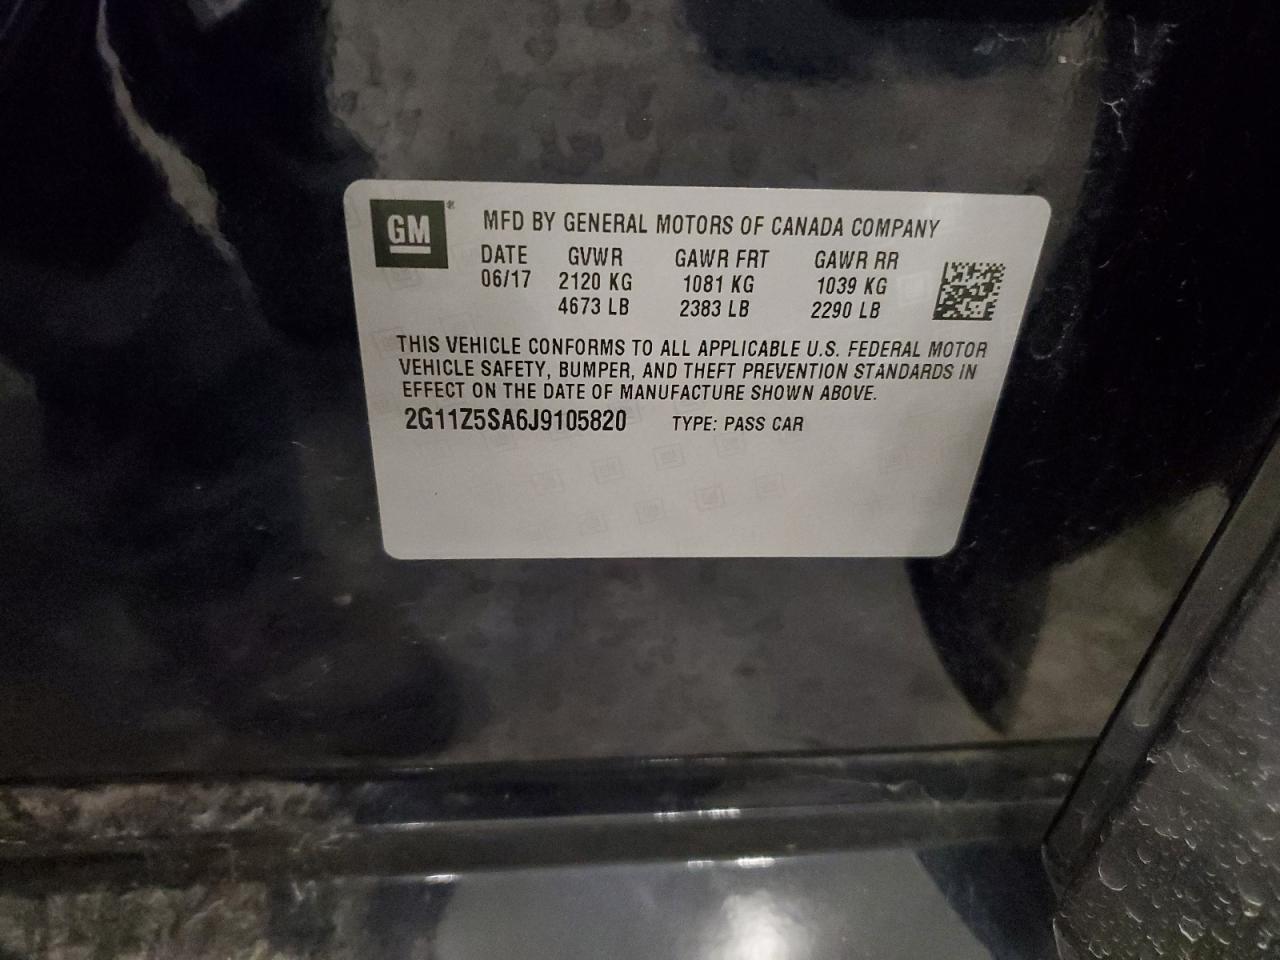 GM
MFD BY GENERAL MOTORS OF CANADA COMPANY
DATE GVWR GAWR FRT GAWR RR
06/17 2120 KG 1081 KG 1039 KG
4673 LB 2383 LB 2290 LB
THIS VEHICLE CONFORMS TO ALL APPLICABLE U.S. FEDERAL MOTOR
VEHICLE SAFETY, BUMPER, AND THEFT PREVENTION STANDARDS IN
EFFECT ON THE DATE OF MANUFACTURE SHOWN ABOVE.
2G11Z5SA6J9105820 TYPE: PASS CAR